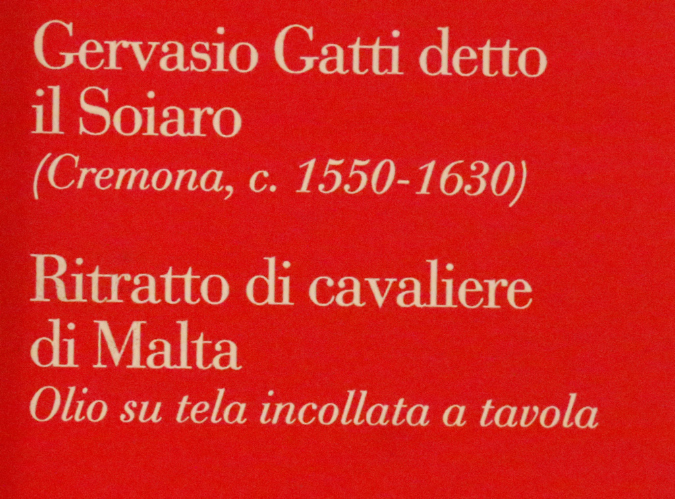 Gervasio Gatti detto
il Soiaro
(Cremona, c. 1550-1630)
Ritratto di cavaliere
di Malta
Olio su tela incollata a tavola